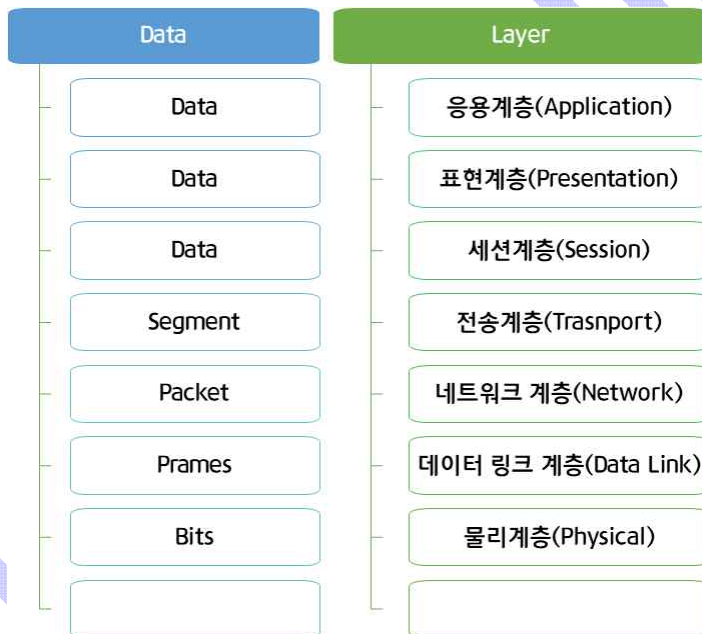 Data
Data
Data
Data
Segment
Packet
Prames
Bits
Layer
응용계층(Application)
표현계층(Presentation)
세션계층(Session)
전송계층(Trasnport)
네트워크 계층(Network)
데이터 링크 계층(Data Link)
물리계층(Physical)